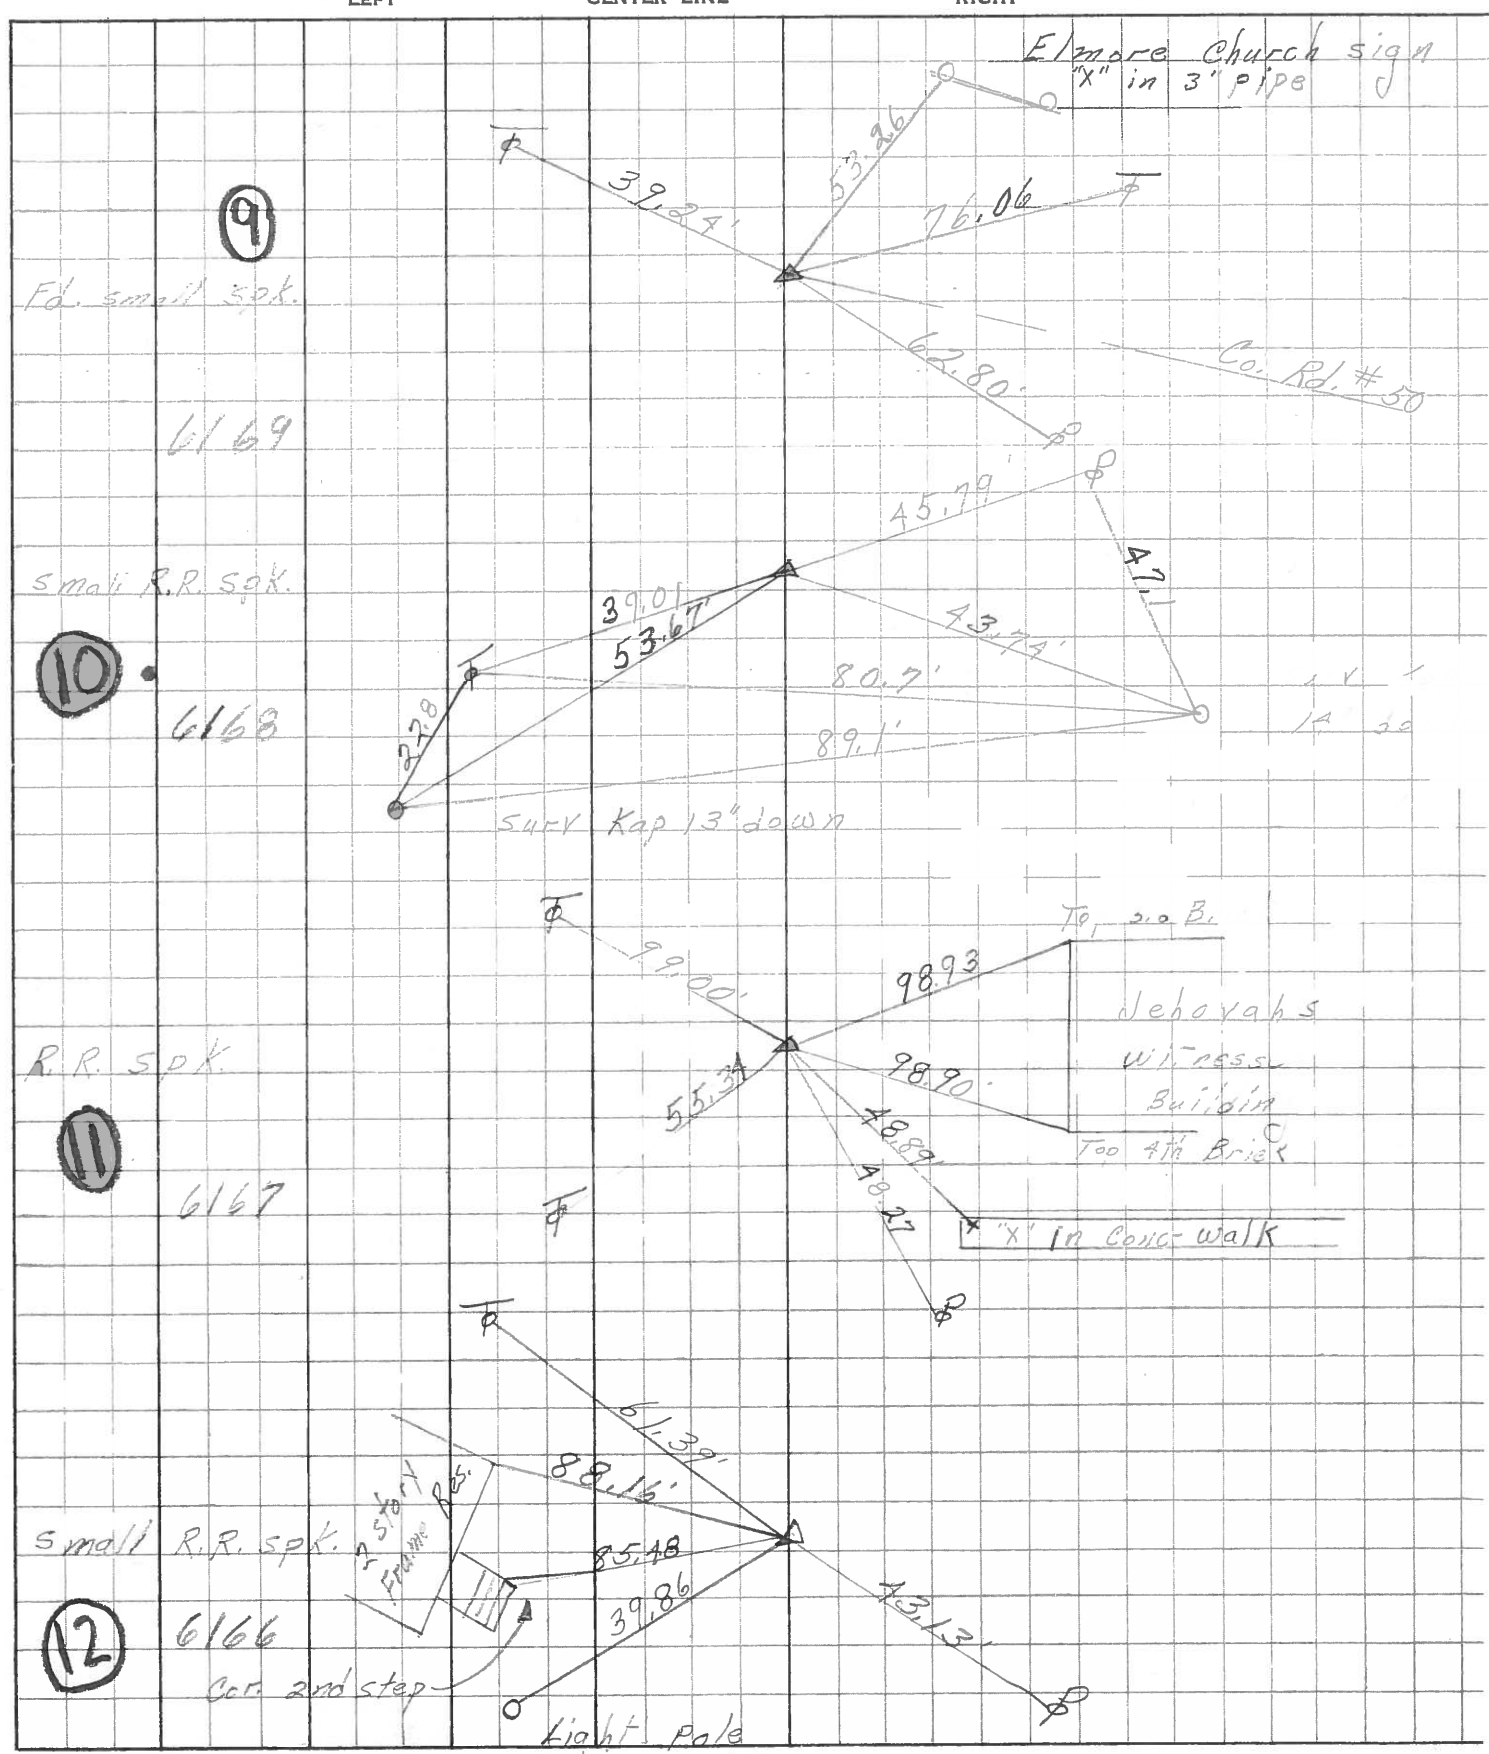 LEFT CENTER LINE RIGHT
Elmore Church sign
"X" in 3" pipe
53.26
39.24'
76.06
9
Fd. small spk.
62.80'
Co. Rd. # 50
6169
45.79'
47.1
small R.R. spk.
39.01
53.67'
43.74'
10
80.7'
6168
22.8
89.1'
Surv Kap 13" down
99.00'
98.93
Jehovahs
Witness
Building
R. R. spk.
98.90'
55.34
48.89'
Top 4th Brick
11
48.27
6167
"X" in Conc- walk
61.39'
88.16'
2 story
Frame
Res.
small R.R. spk.
85.48
39.86
43.13'
12
6166
Cor. 2nd step
Light Pole